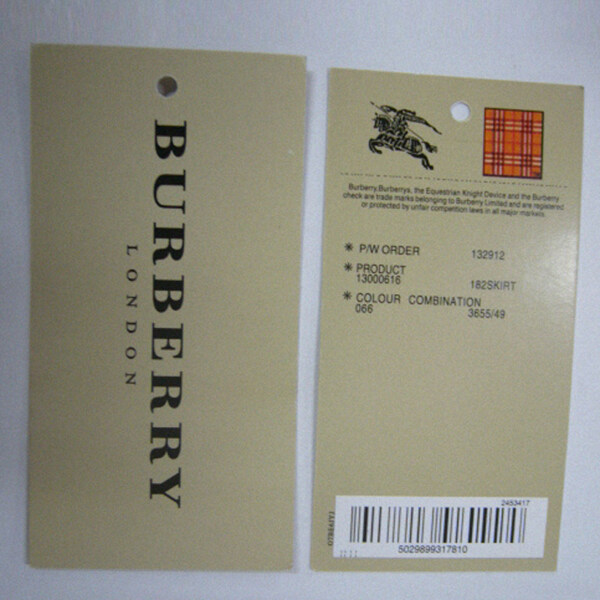 BURBERRY
LONDON
Burberry,Burberrys, the Equestrian Knight Device and the Burberry
check are trade marks belonging to Burberry Limited and are registered
or protected by unfair competition laws in all major markets.
* P/W ORDER 132912
* PRODUCT
13000616 182SKIRT
* COLOUR COMBINATION
066 3655/49
2453417
5029899317810